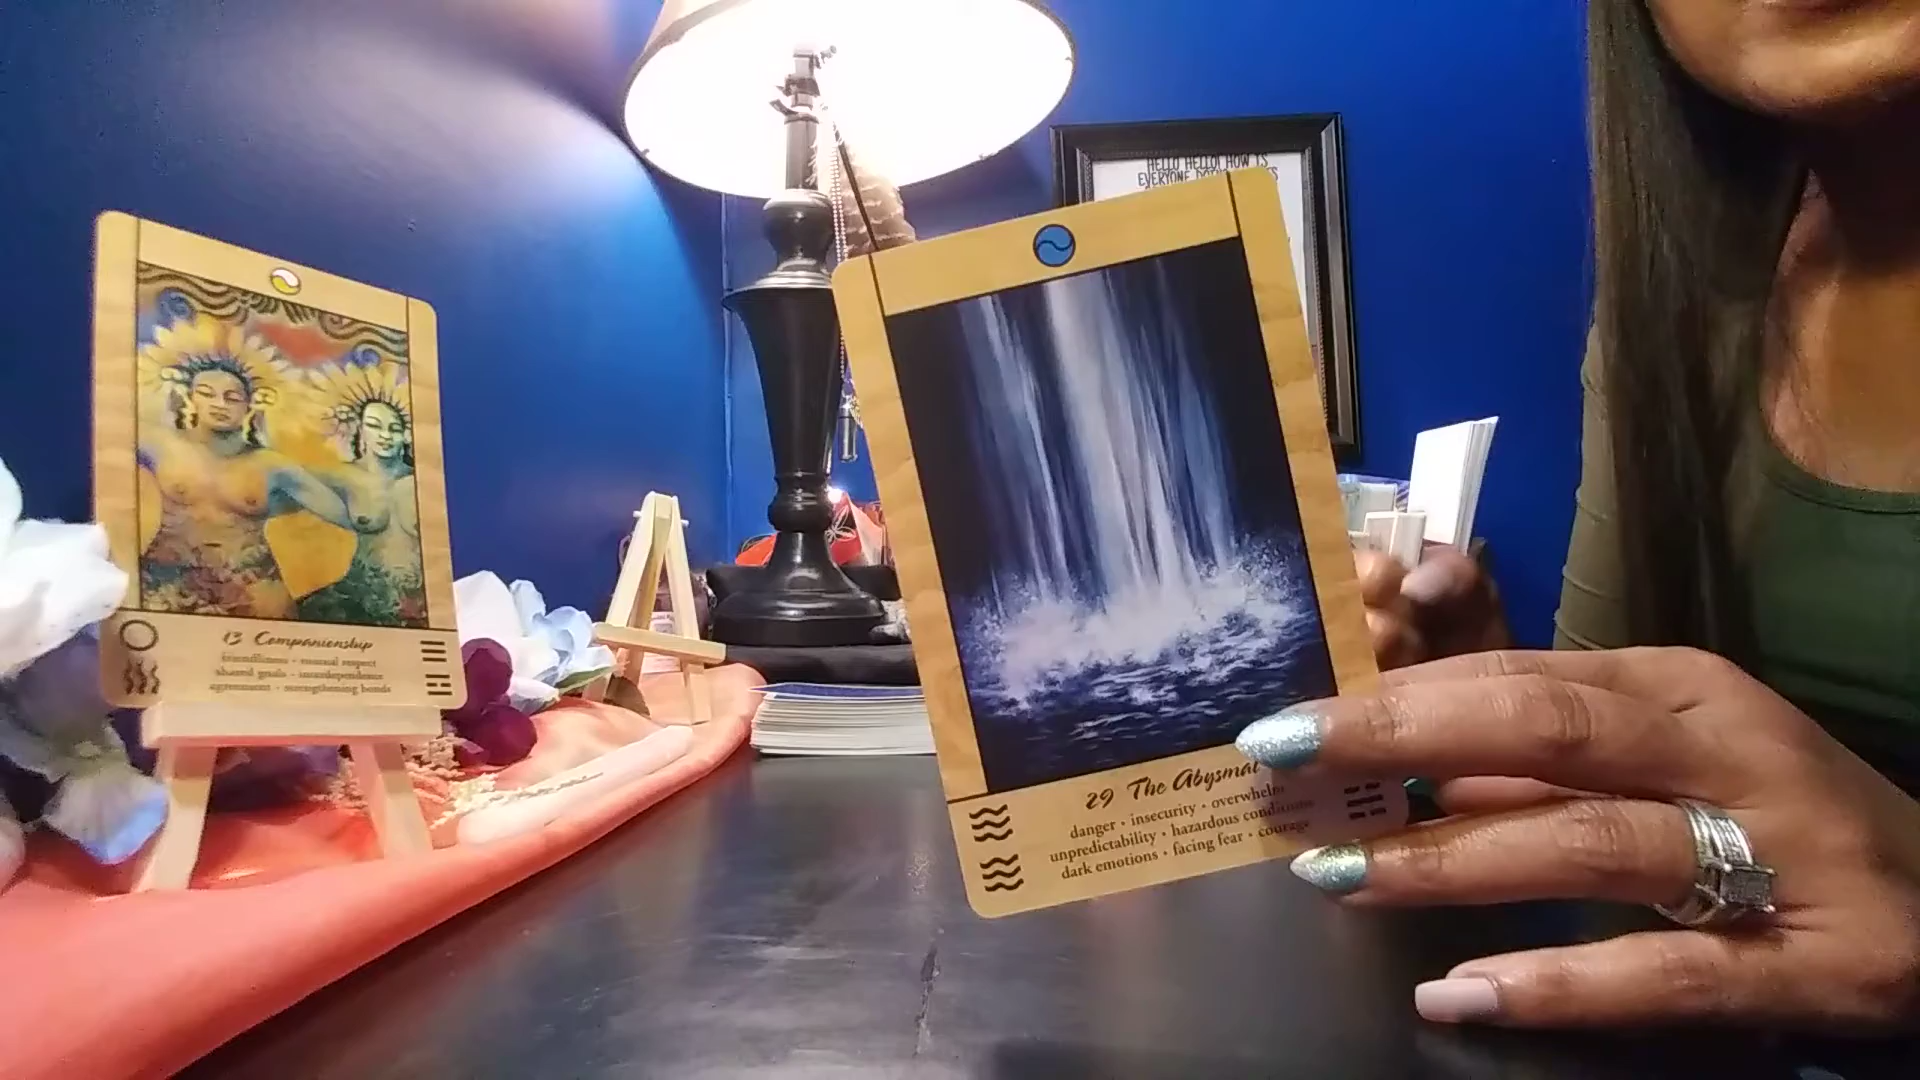 13 Companionship
friendliness • mutual respect
shared goals • interdependence
agreement • strengthening bonds
HELLO HELLO! HOW IS
EVERYONE
29 The Abysmal
danger • insecurity • overwhelm
unpredictability • hazardous conditions
dark emotions • facing fear • courage